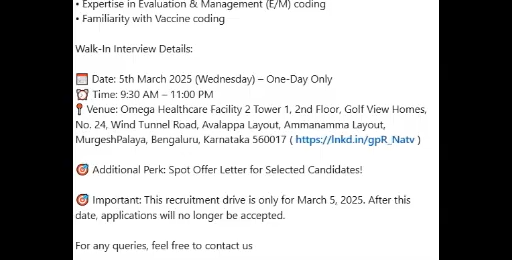 • Expertise in Evaluation & Management (E/M) coding
• Familiarity with Vaccine coding
Walk-In Interview Details:
📅 Date: 5th March 2025 (Wednesday) – One-Day Only
⏰ Time: 9:30 AM – 11:00 PM
📍 Venue: Omega Healthcare Facility 2 Tower 1, 2nd Floor, Golf View Homes,
No. 24, Wind Tunnel Road, Avalappa Layout, Ammanamma Layout,
MurgeshPalaya, Bengaluru, Karnataka 560017 ( https://lnkd.in/gpR_Natv )
🎯 Additional Perk: Spot Offer Letter for Selected Candidates!
🎯 Important: This recruitment drive is only for March 5, 2025. After this
date, applications will no longer be accepted.
For any queries, feel free to contact us